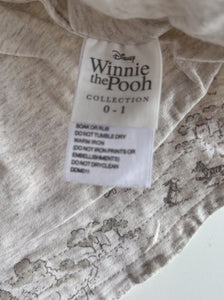 Disney
Winnie
the Pooh
COLLECTION
0 - 1
SOAK OR RUB
DO NOT TUMBLE DRY
WARM IRON
(DO NOT IRON PRINTS OR
EMBELLISHMENTS)
DO NOT DRYCLEAN